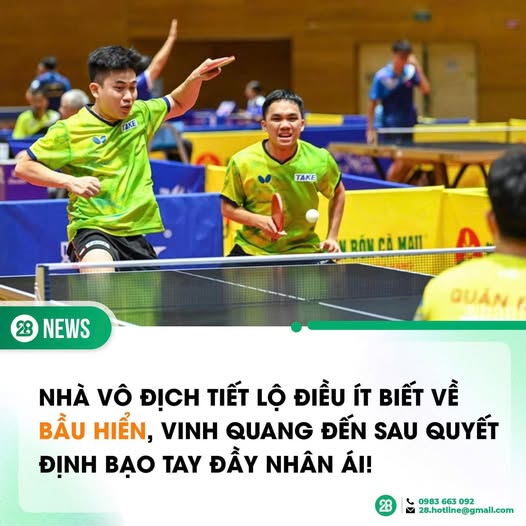 TAKE
TAKE
ÓN CÀ MAU
QUÂN
28 NEWS
NHÀ VÔ ĐỊCH TIẾT LỘ ĐIỀU ÍT BIẾT VỀ
BẦU HIỂN, VINH QUANG ĐẾN SAU QUYẾT
ĐỊNH BẠO TAY ĐẦY NHÂN ÁI!
28
0983 663 092
28.hotline@gmail.com